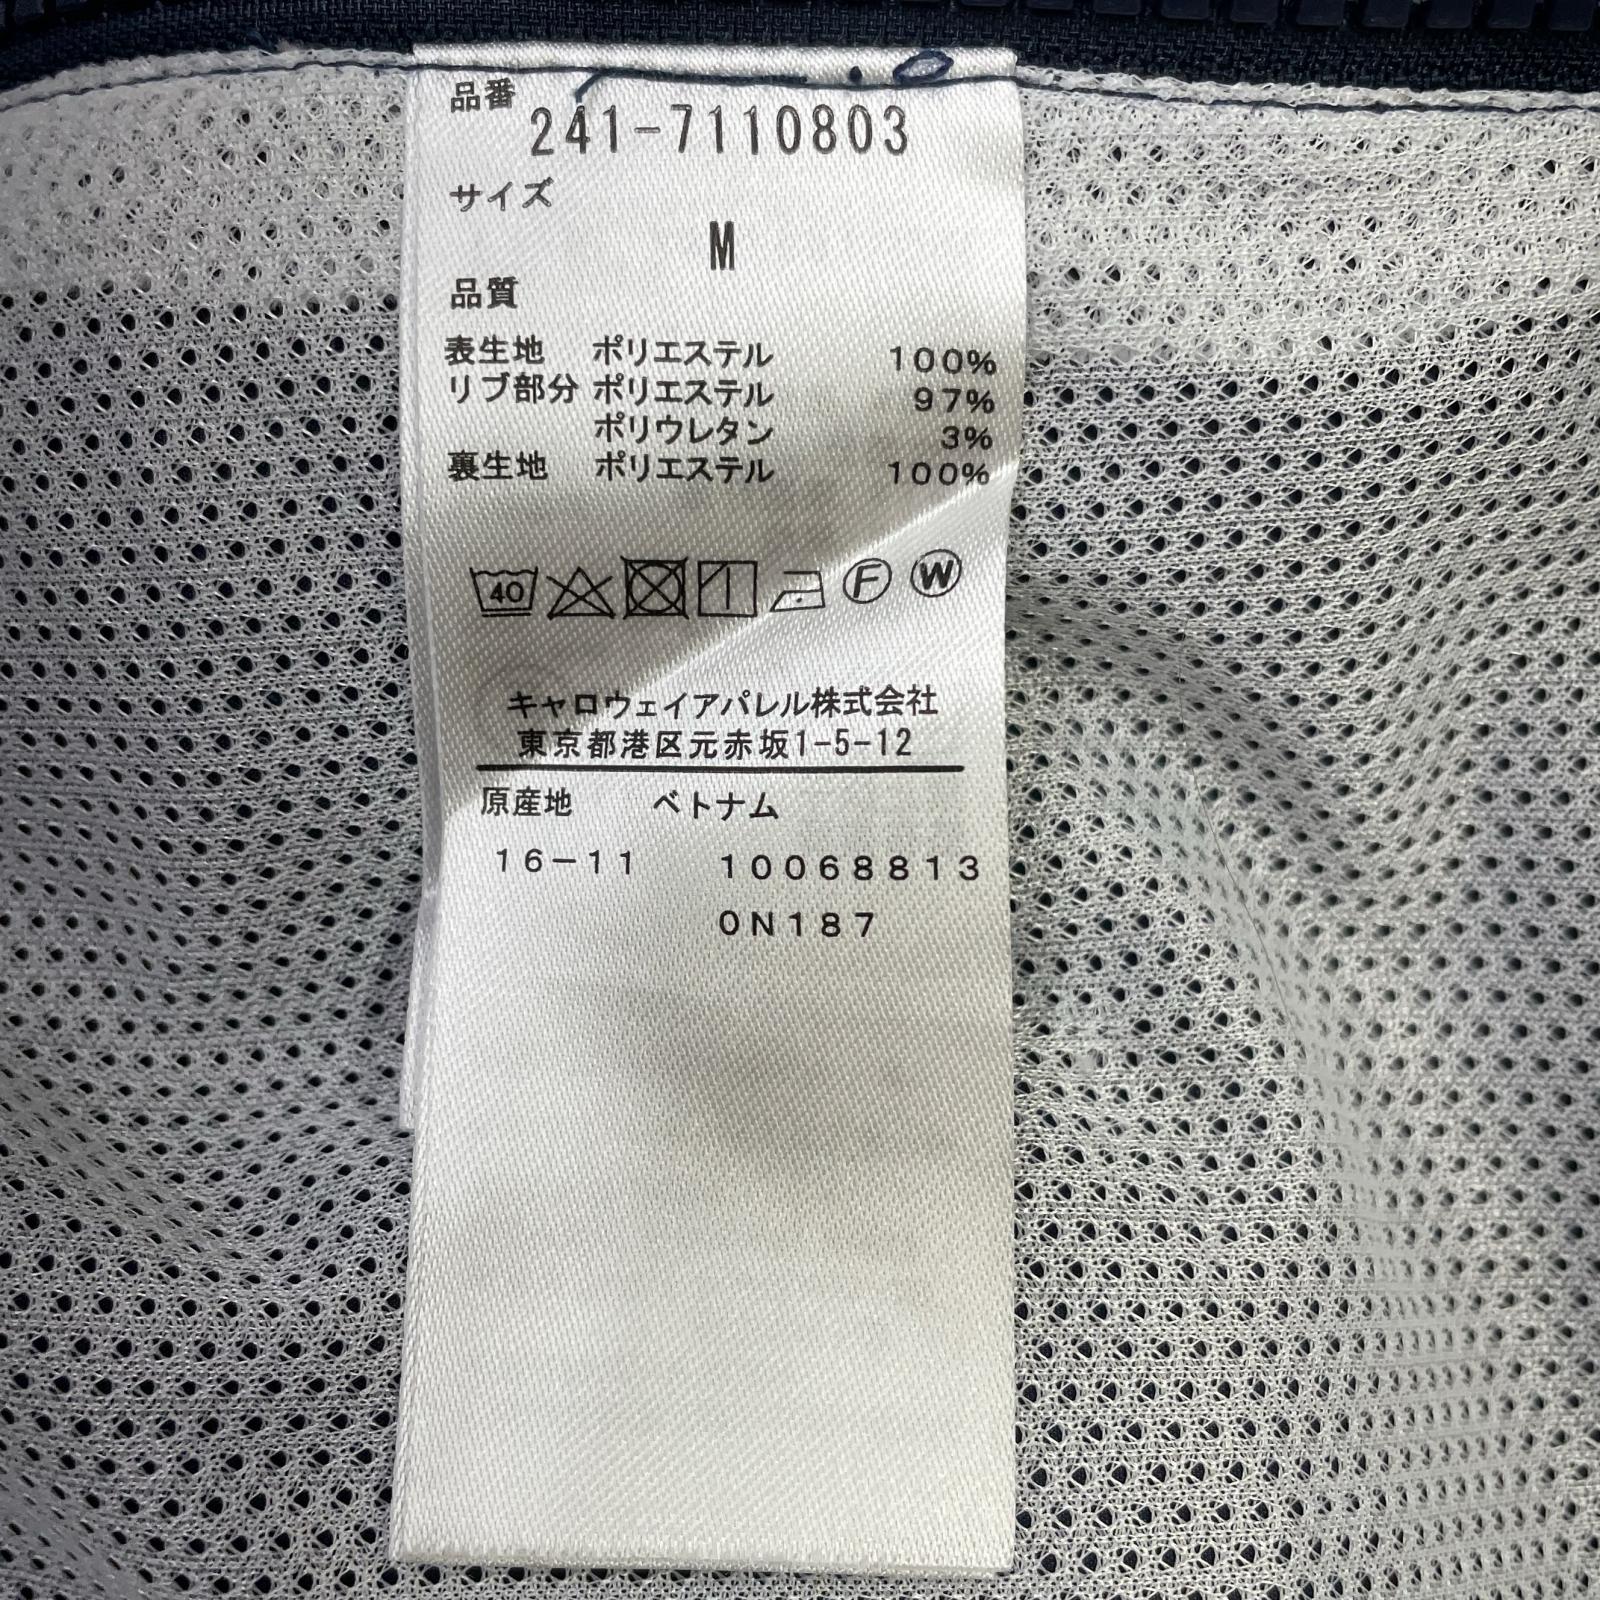 品番
241-7110803
サイズ
M
品質
表生地 ポリエステル 100%
リブ部分 ポリエステル 97%
ポリウレタン 3%
裏生地 ポリエステル 100%
40 F W
キャロウェイアパレル株式会社
東京都港区元赤坂1-5-12
原産地 ベトナム
16-11 10068813
0N187